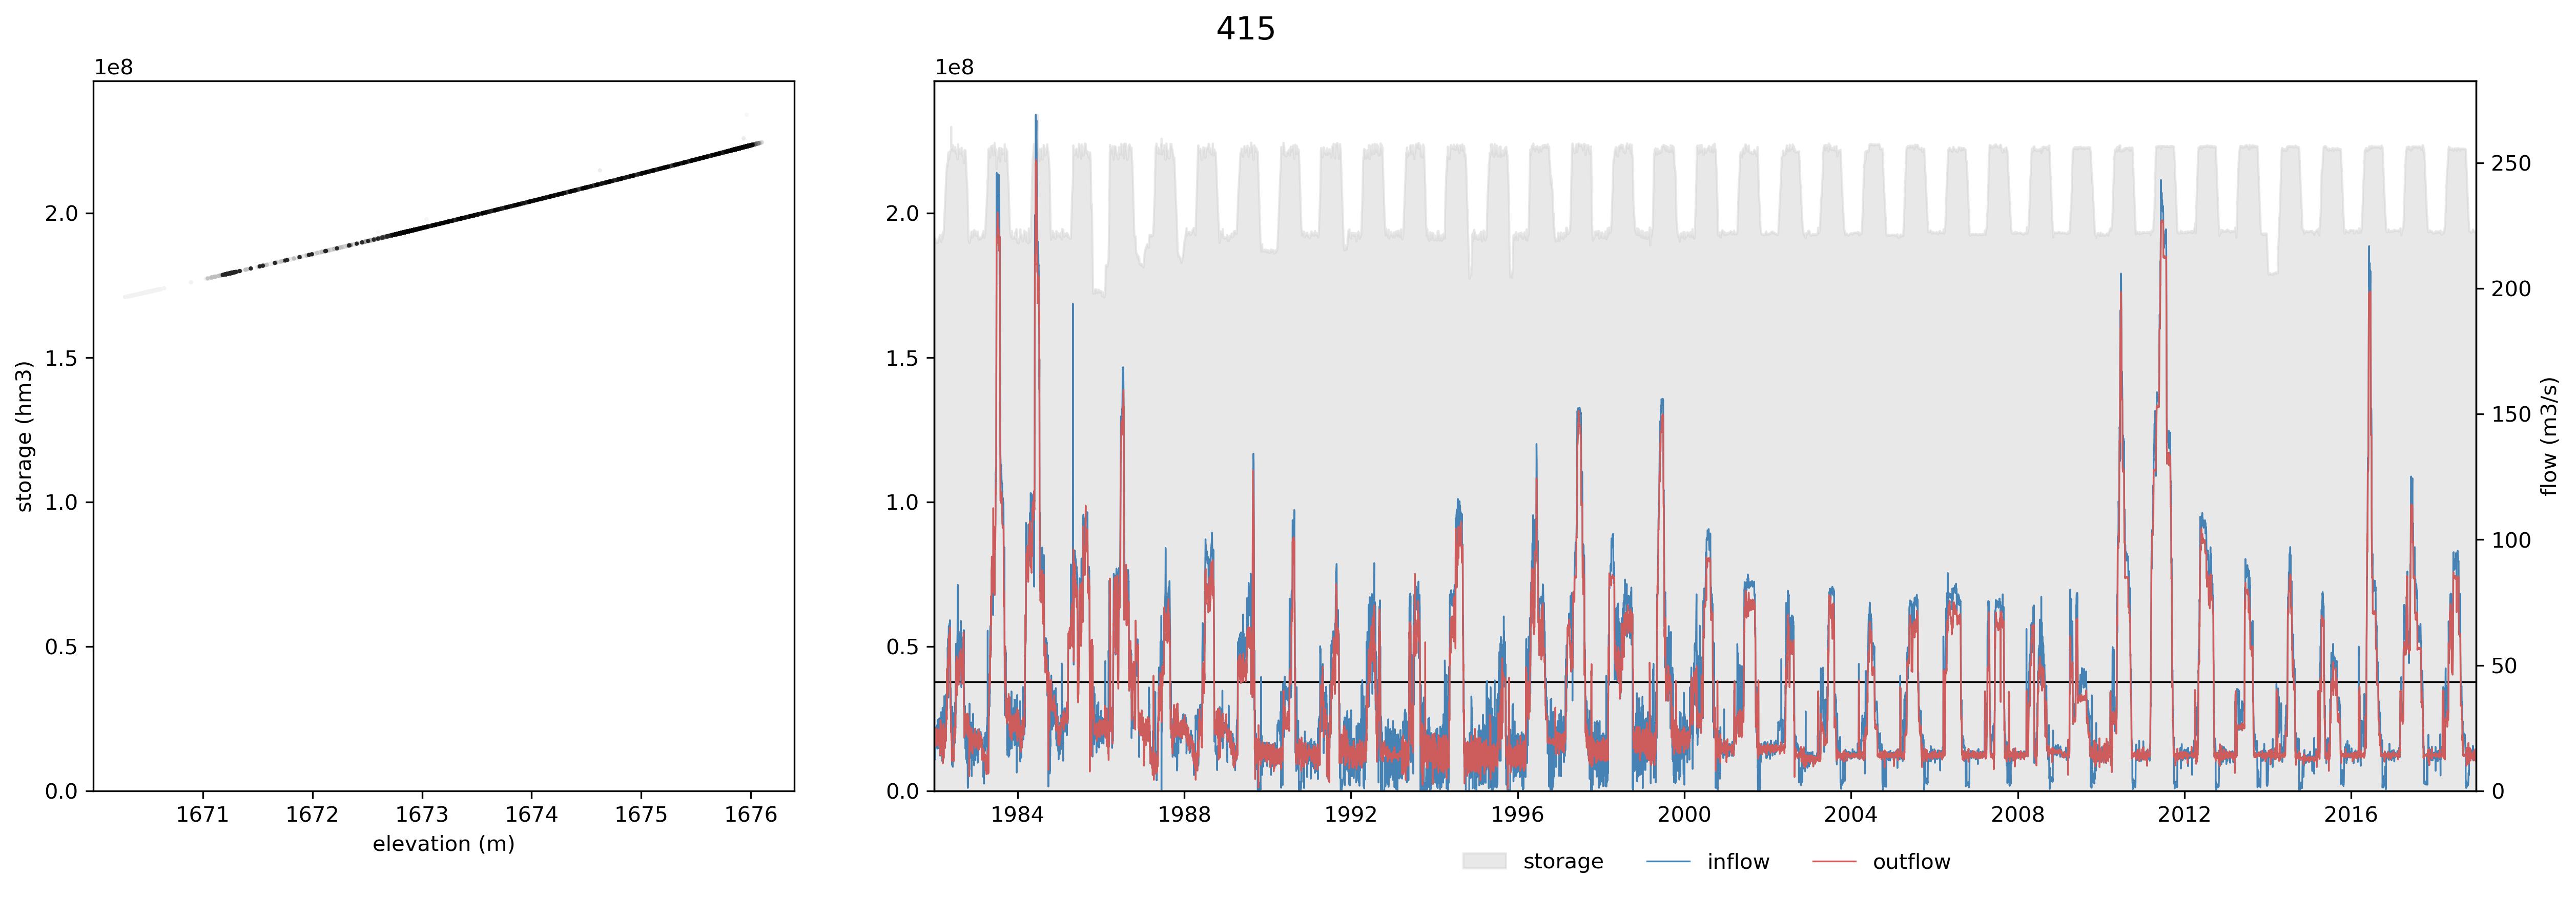 415
1e8
2.0
1.5
1.0
0.5
0.0
storage (hm3)
1671 1672 1673 1674 1675 1676
elevation (m)
1e8
2.0
1.5
1.0
0.5
0.0
250
200
150
100
50
0
flow (m3/s)
1984 1988 1992 1996 2000 2004 2008 2012 2016
storage inflow outflow